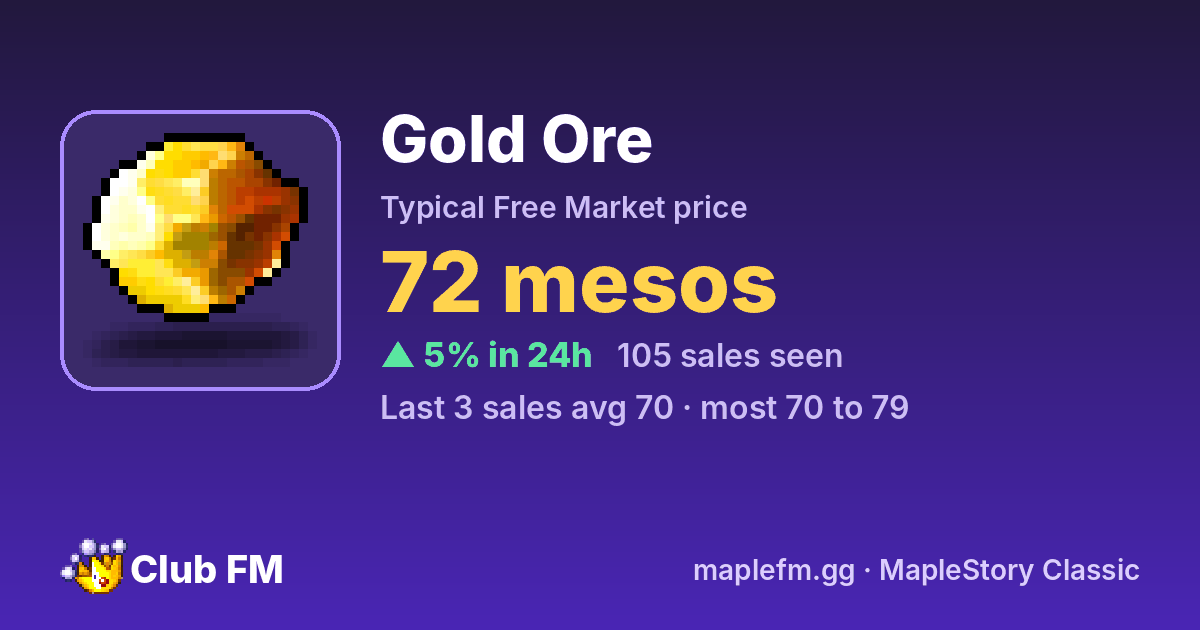 Gold Ore
Typical Free Market price
72 mesos
▲ 5% in 24h 105 sales seen
Last 3 sales avg 70 · most 70 to 79
Club FM
maplefm.gg · MapleStory Classic